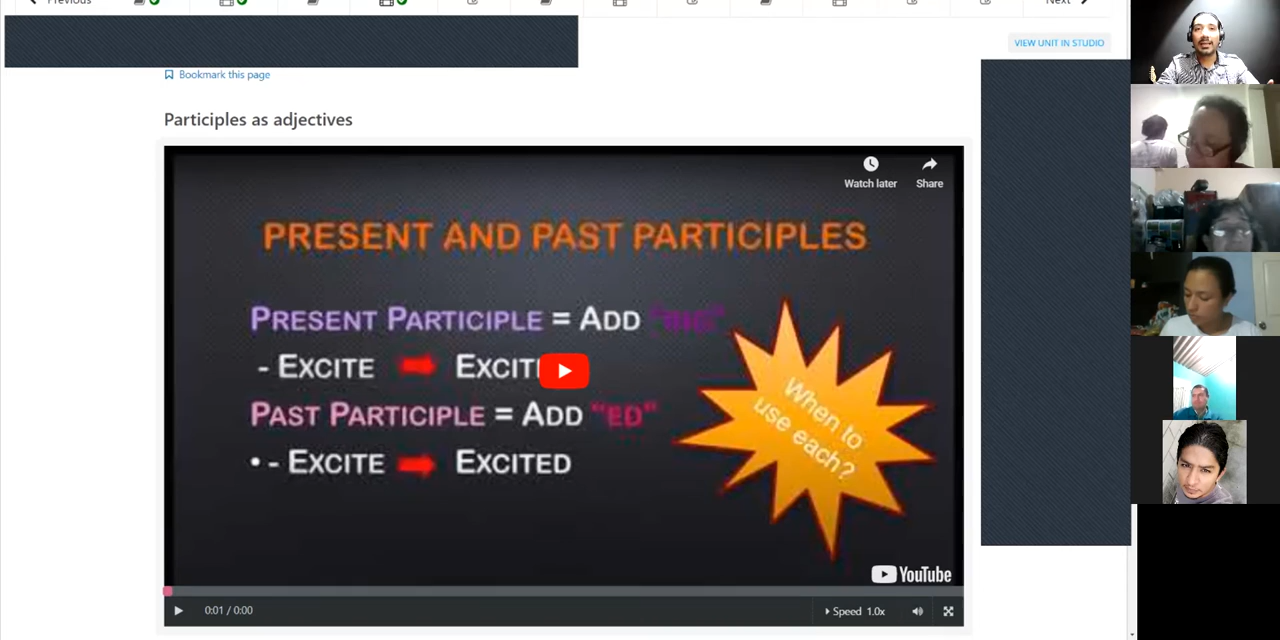 Previous
Next
VIEW UNIT IN STUDIO
Bookmark this page
Participles as adjectives
Watch later
Share
PRESENT AND PAST PARTICIPLES
PRESENT PARTICIPLE = ADD "ING"
- EXCITE
PAST PARTICIPLE = ADD "ED"
• - EXCITE EXCITED
When to
use each?
YouTube
0:01 / 0:00
Speed 1.0x